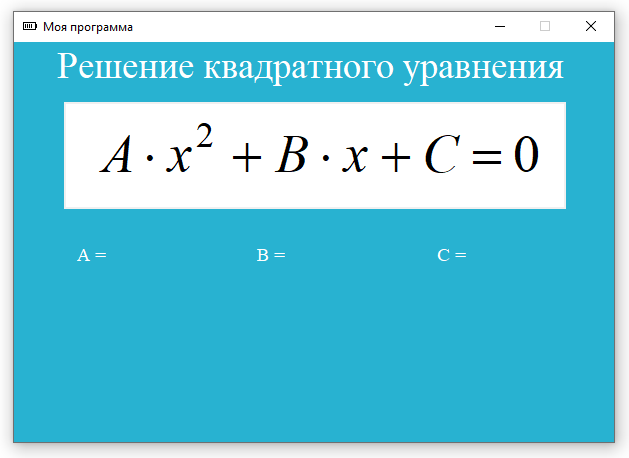 Моя программа
Решение квадратного уравнения
A · x² + B · x + C = 0
A =
B =
C =